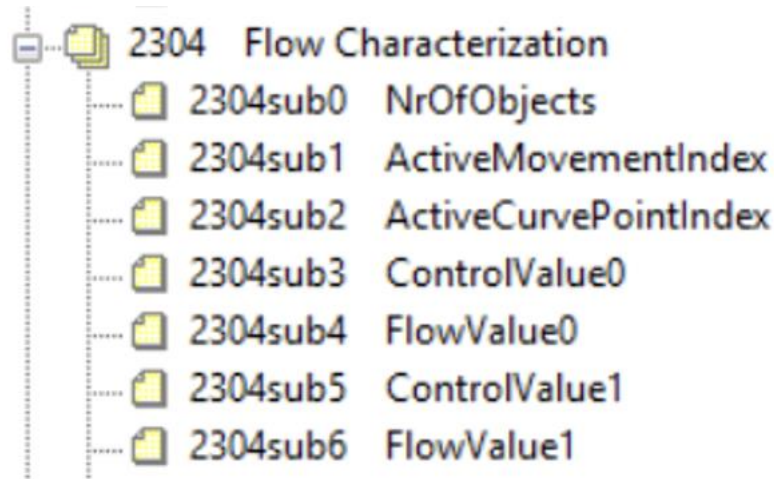 2304 Flow Characterization
2304sub0 NrOfObjects
2304sub1 ActiveMovementIndex
2304sub2 ActiveCurvePointIndex
2304sub3 ControlValue0
2304sub4 FlowValue0
2304sub5 ControlValue1
2304sub6 FlowValue1